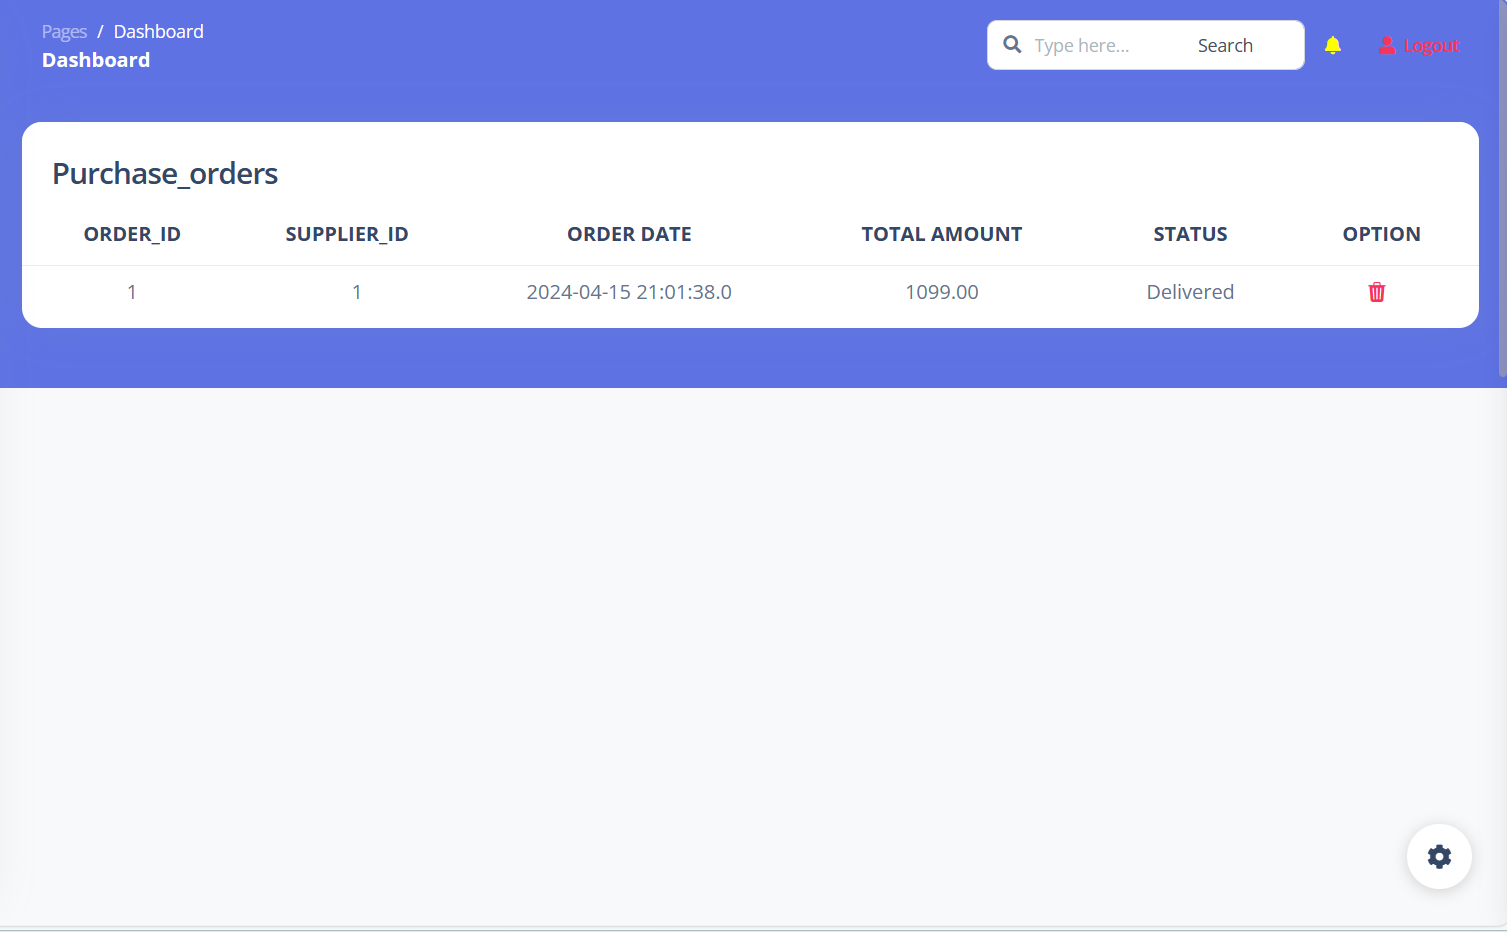 Pages / Dashboard
Dashboard
Type here... Search
Logout
Purchase_orders
ORDER_ID SUPPLIER_ID ORDER DATE TOTAL AMOUNT STATUS OPTION
1 1 2024-04-15 21:01:38.0 1099.00 Delivered